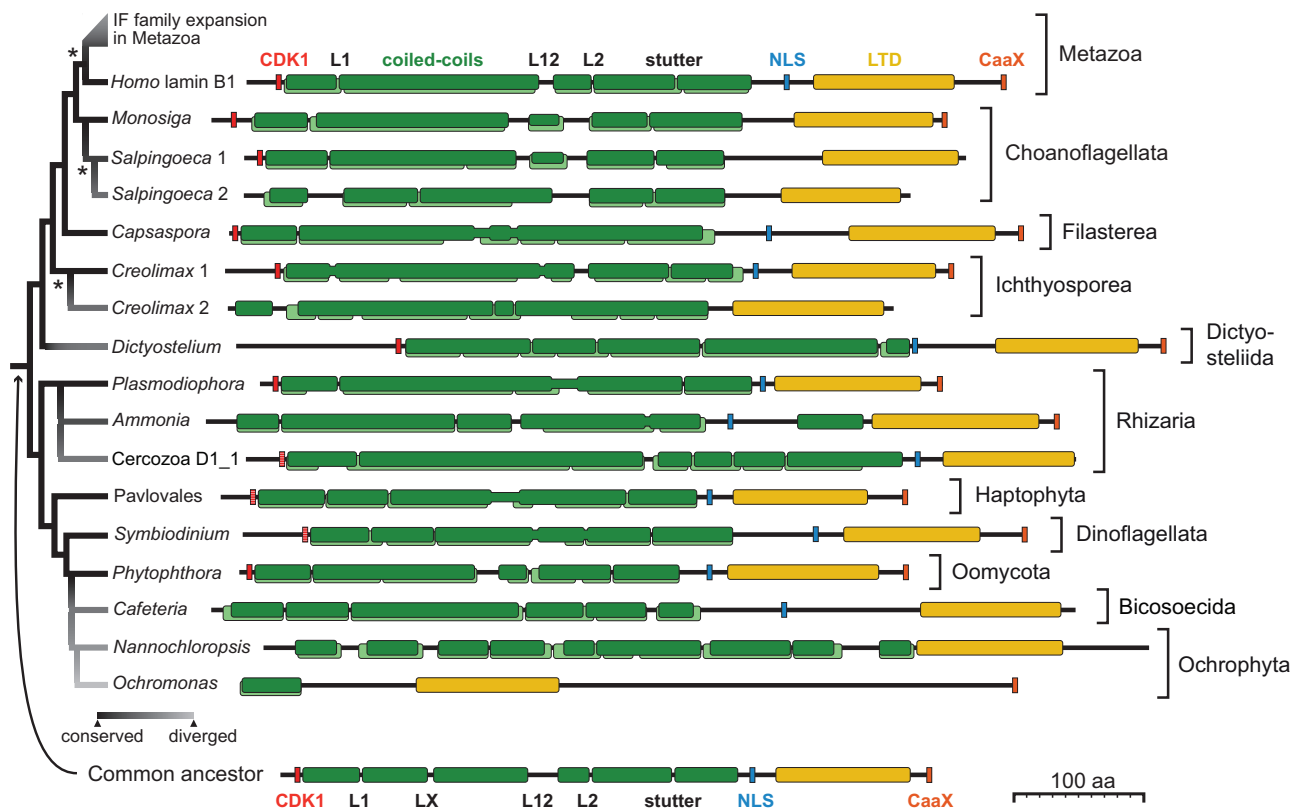 IF family expansion
in Metazoa
*
CDK1 L1 coiled-coils L12 L2 stutter NLS LTD CaaX
Metazoa
Homo lamin B1
Monosiga
Choanoflagellata
Salpingoeca 1
*
Salpingoeca 2
Capsaspora
Filasterea
Creolimax 1
Ichthyosporea
*
Creolimax 2
Dictyostelium
Dictyo-
steliida
Plasmodiophora
Ammonia
Rhizaria
Cercozoa D1_1
Pavlovales
Haptophyta
Symbiodinium
Dinoflagellata
Phytophthora
Oomycota
Cafeteria
Bicosoecida
Nannochloropsis
Ochrophyta
Ochromonas
conserved diverged
Common ancestor
100 aa
CDK1 L1 LX L12 L2 stutter NLS CaaX